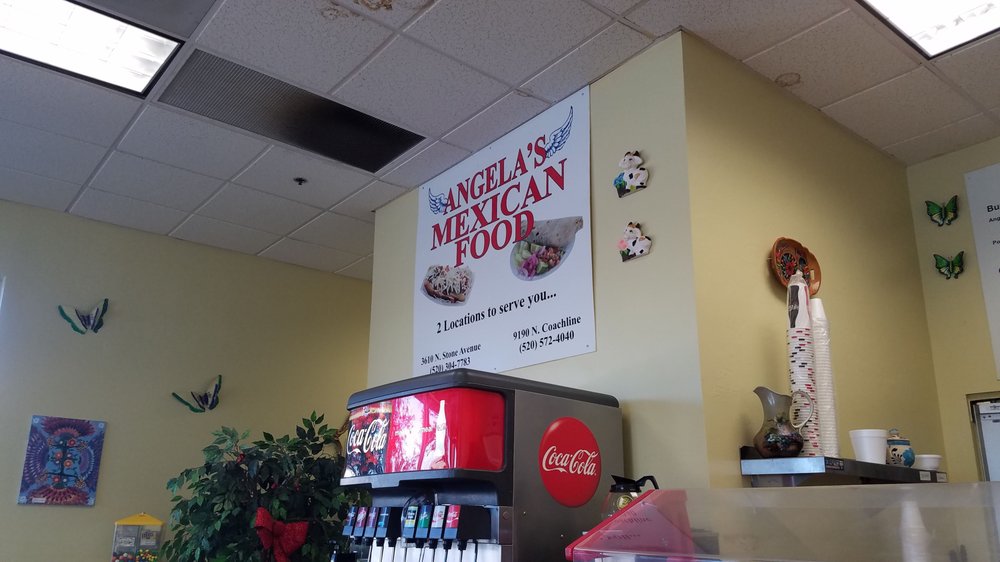 ANGELA'S
MEXICAN
FOOD
2 Locations to serve you...
3610 N. Stone Avenue
(520) 304-7783
9190 N. Coachline
(520) 572-4040
Coca-Cola
Coca-Cola
Bu